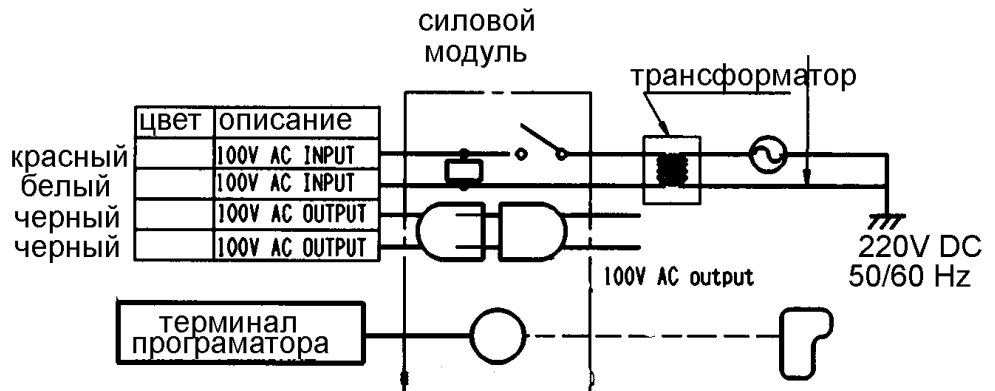 силовой
модуль
трансформатор
цвет описание
красный 100V AC INPUT
белый 100V AC INPUT
черный 100V AC OUTPUT
черный 100V AC OUTPUT
220V DC
50/60 Hz
100V AC output
терминал
програматора